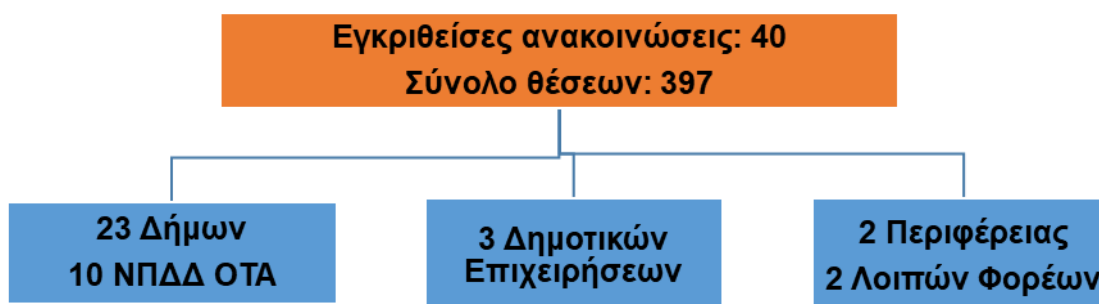 Εγκριθείσες ανακοινώσεις: 40
Σύνολο θέσεων: 397
23 Δήμων
10 ΝΠΔΔ ΟΤΑ
3 Δημοτικών
Επιχειρήσεων
2 Περιφέρειας
2 Λοιπών Φορέων